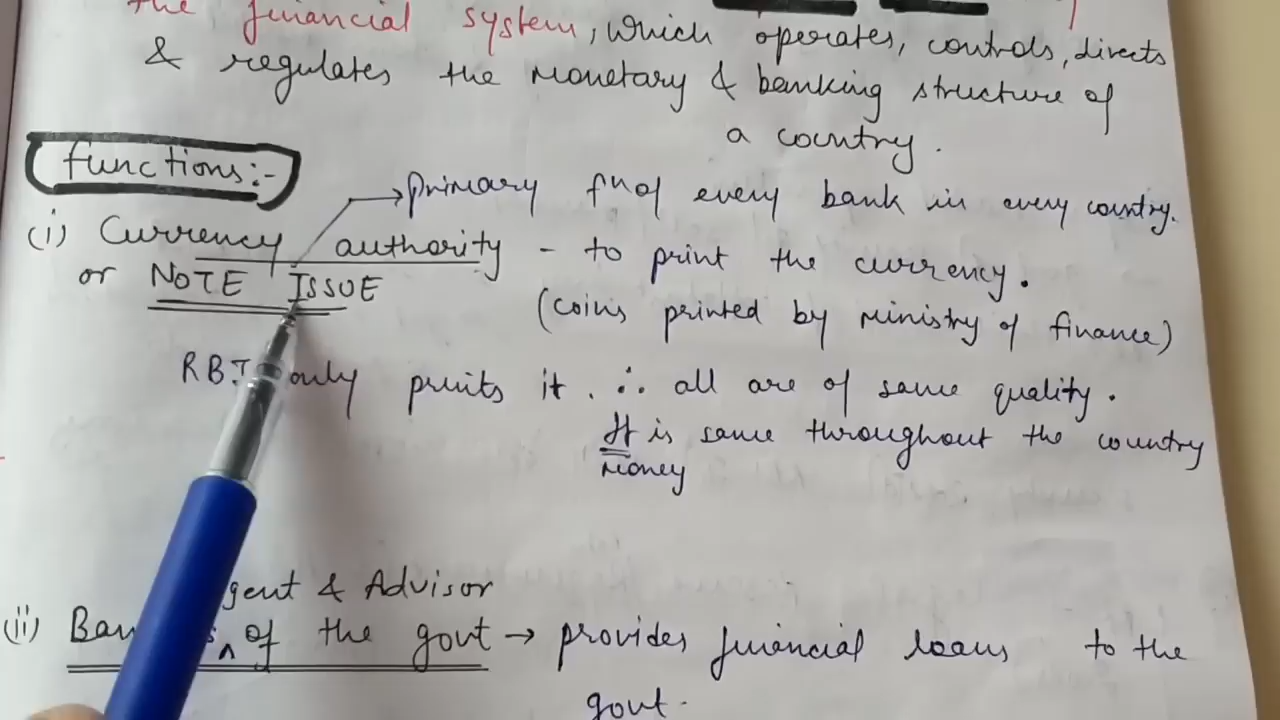 the financial system, which operates, controls, directs
& regulates the monetary & banking structure of
a country.
functions:-
primary fn of every bank in every country.
(i) Currency authority - to print the currency.
or NOTE ISSUE
(coins printed by ministry of finance)
RBI only prints it. ∴ all are of same quality.
It is same throughout the country
money
gent & Advisor
(ii) Ban of the govt → provides financial loans to the
govt.